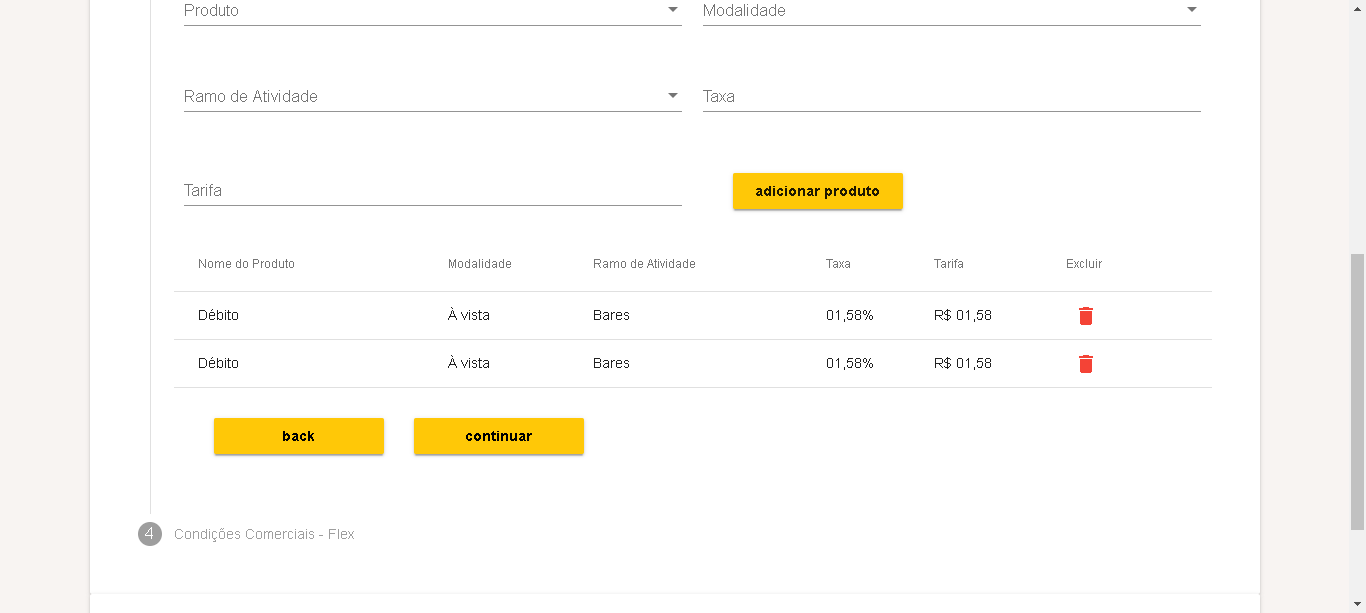 Produto Modalidade
Ramo de Atividade Taxa
Tarifa adicionar produto
Nome do Produto Modalidade Ramo de Atividade Taxa Tarifa Excluir
Débito À vista Bares 01,58% R$ 01,58
Débito À vista Bares 01,58% R$ 01,58
back continuar
4 Condições Comerciais - Flex